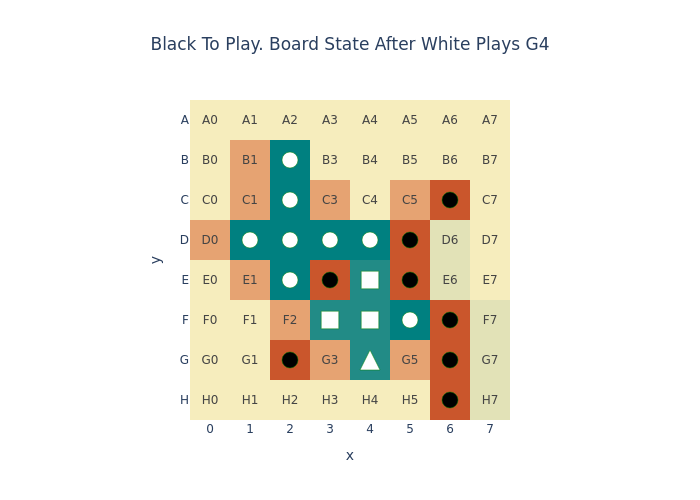 Black To Play. Board State After White Plays G4
A A0 A1 A2 A3 A4 A5 A6 A7
B B0 B1 B3 B4 B5 B6 B7
C C0 C1 C3 C4 C5 C7
D D0 D6 D7
E E0 E1 E6 E7
F F0 F1 F2 F7
G G0 G1 G3 G5 G7
H H0 H1 H2 H3 H4 H5 H7
0 1 2 3 4 5 6 7
x
y